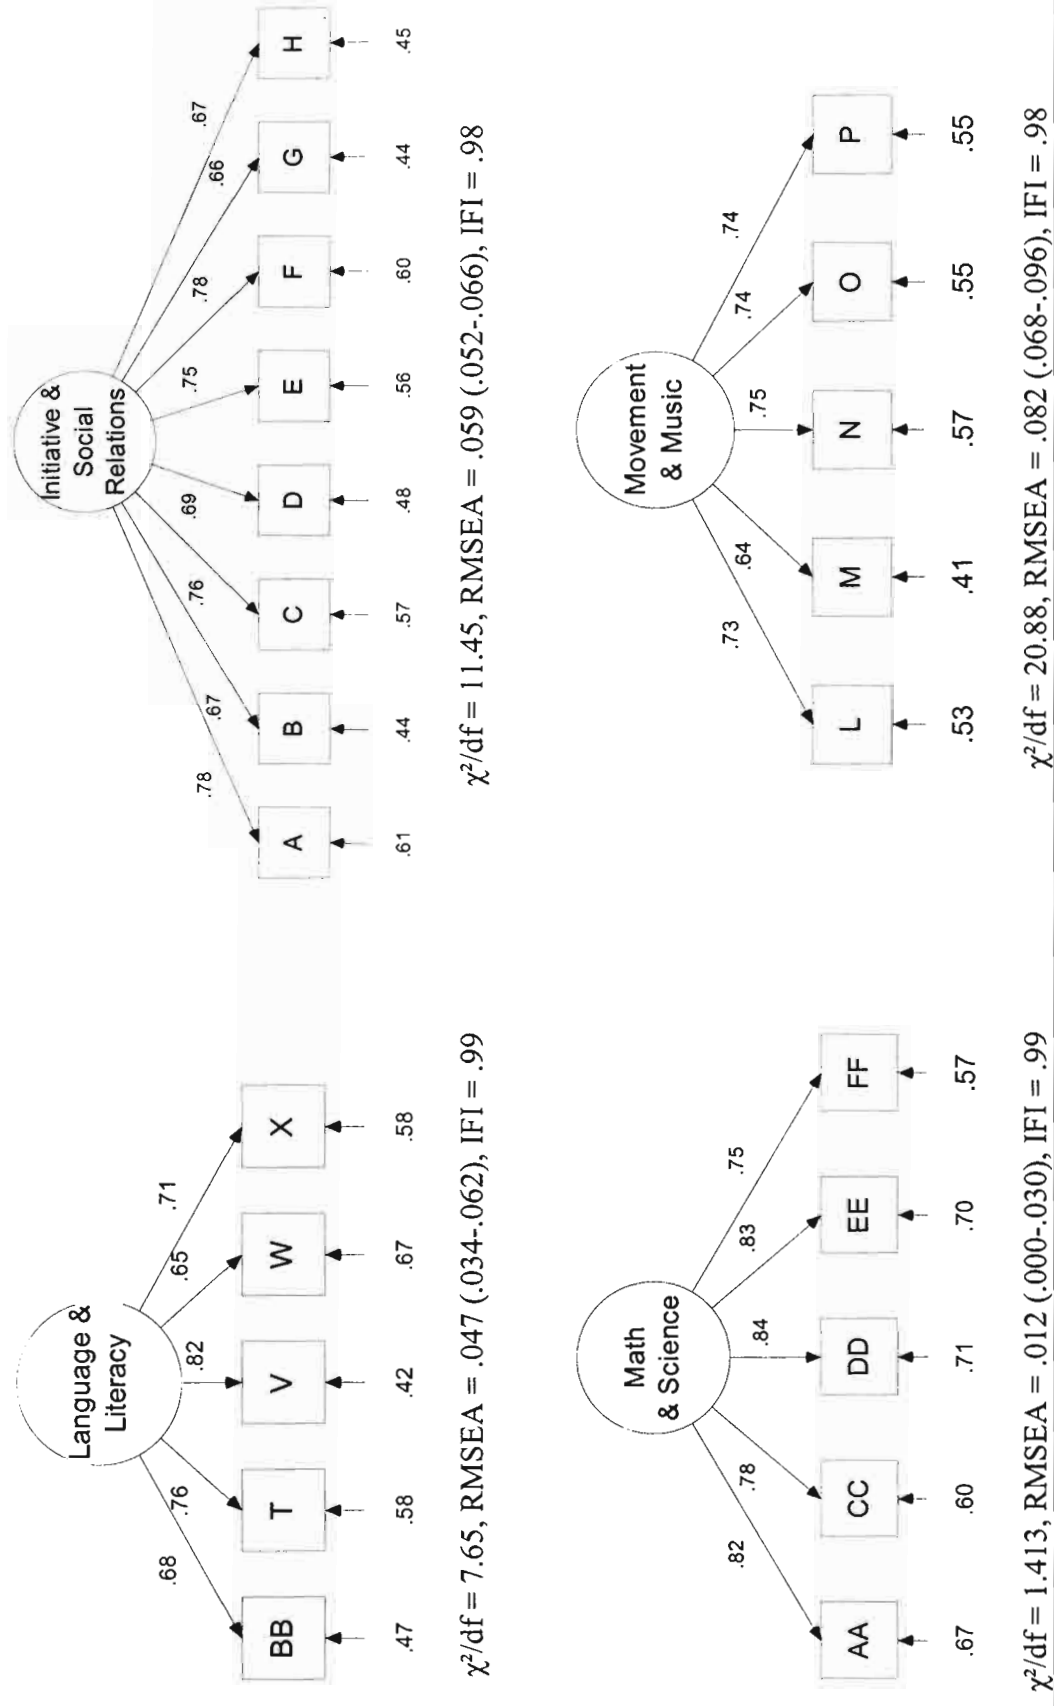 Language &
Literacy
.68
.76
.82
.65
.71
BB
T
V
W
X
.47
.58
.42
.67
.58
χ²/df = 7.65, RMSEA = .047 (.034-.062), IFI = .99
Initiative &
Social
Relations
.78
.67
.76
.69
.75
.78
.66
.67
A
B
C
D
E
F
G
H
.61
.44
.57
.48
.56
.60
.44
.45
χ²/df = 11.45, RMSEA = .059 (.052-.066), IFI = .98
Math
& Science
.82
.78
.84
.83
.75
AA
CC
DD
EE
FF
.67
.60
.71
.70
.57
χ²/df = 1.413, RMSEA = .012 (.000-.030), IFI = .99
Movement
& Music
.73
.64
.75
.74
.74
L
M
N
O
P
.53
.41
.57
.55
.55
χ²/df = 20.88, RMSEA = .082 (.068-.096), IFI = .98